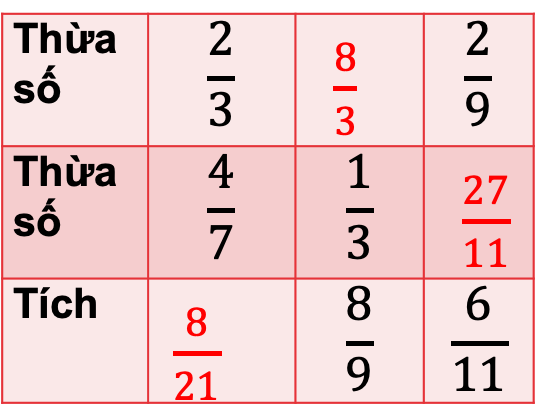 Thừa số 2/3 8/3 2/9
Thừa số 4/7 1/3 27/11
Tích 8/21 8/9 6/11